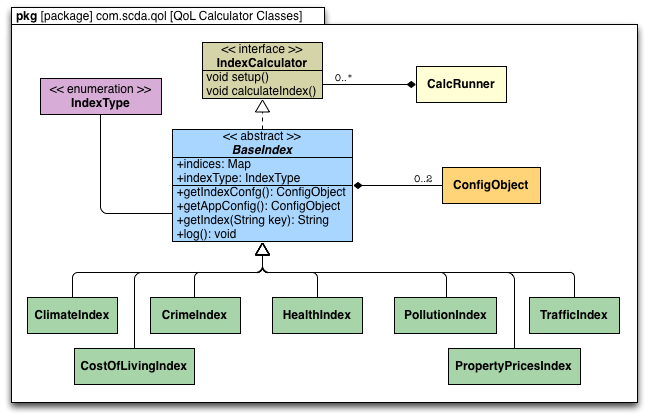 pkg [package] com.scda.qol [QoL Calculator Classes]
<< interface >>
IndexCalculator
void setup()
void calculateIndex()
0..*
CalcRunner
<< enumeration >>
IndexType
<< abstract >>
BaseIndex
+indices: Map
+indexType: IndexType
+getIndexConfg(): ConfigObject
+getAppConfig(): ConfigObject
+getIndex(String key): String
+log(): void
0..2
ConfigObject
ClimateIndex
CrimeIndex
HealthIndex
PollutionIndex
TrafficIndex
CostOfLivingIndex
PropertyPricesIndex